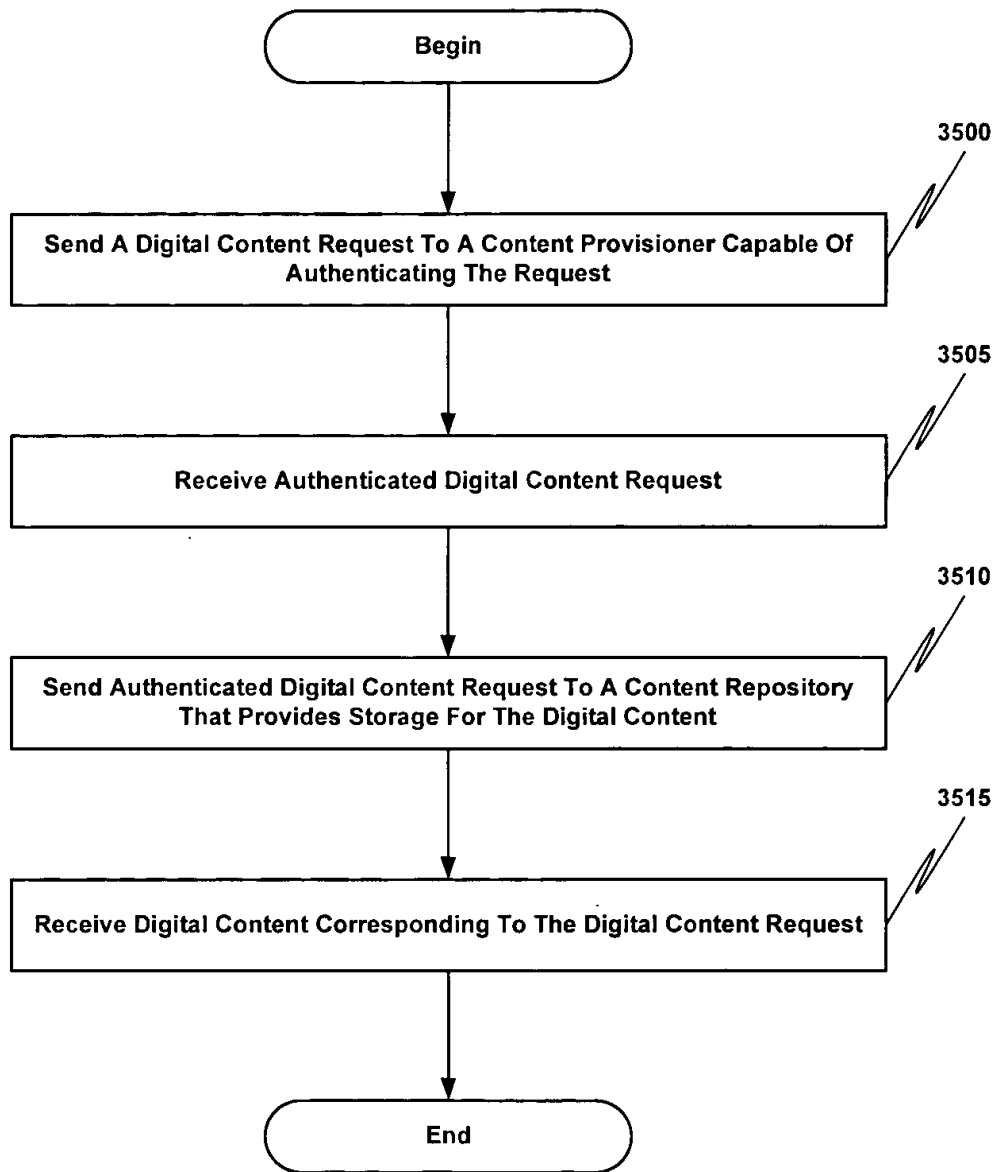 Begin
3500
Send A Digital Content Request To A Content Provisioner Capable Of
Authenticating The Request
3505
Receive Authenticated Digital Content Request
3510
Send Authenticated Digital Content Request To A Content Repository
That Provides Storage For The Digital Content
3515
Receive Digital Content Corresponding To The Digital Content Request
End